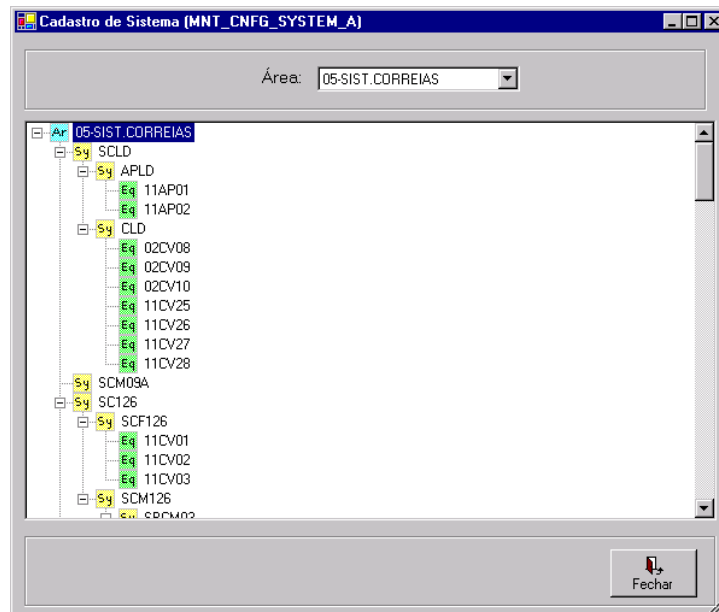 Cadastro de Sistema (MNT_CNFG_SYSTEM_A)
Área: 05-SIST.CORREIAS
Ar 05-SIST.CORREIAS
Sy SCLD
Sy APLD
Eq 11AP01
Eq 11AP02
Sy CLD
Eq 02CV08
Eq 02CV09
Eq 02CV10
Eq 11CV25
Eq 11CV26
Eq 11CV27
Eq 11CV28
Sy SCM09A
Sy SC126
Sy SCF126
Eq 11CV01
Eq 11CV02
Eq 11CV03
Sy SCM126
Sy
Fechar